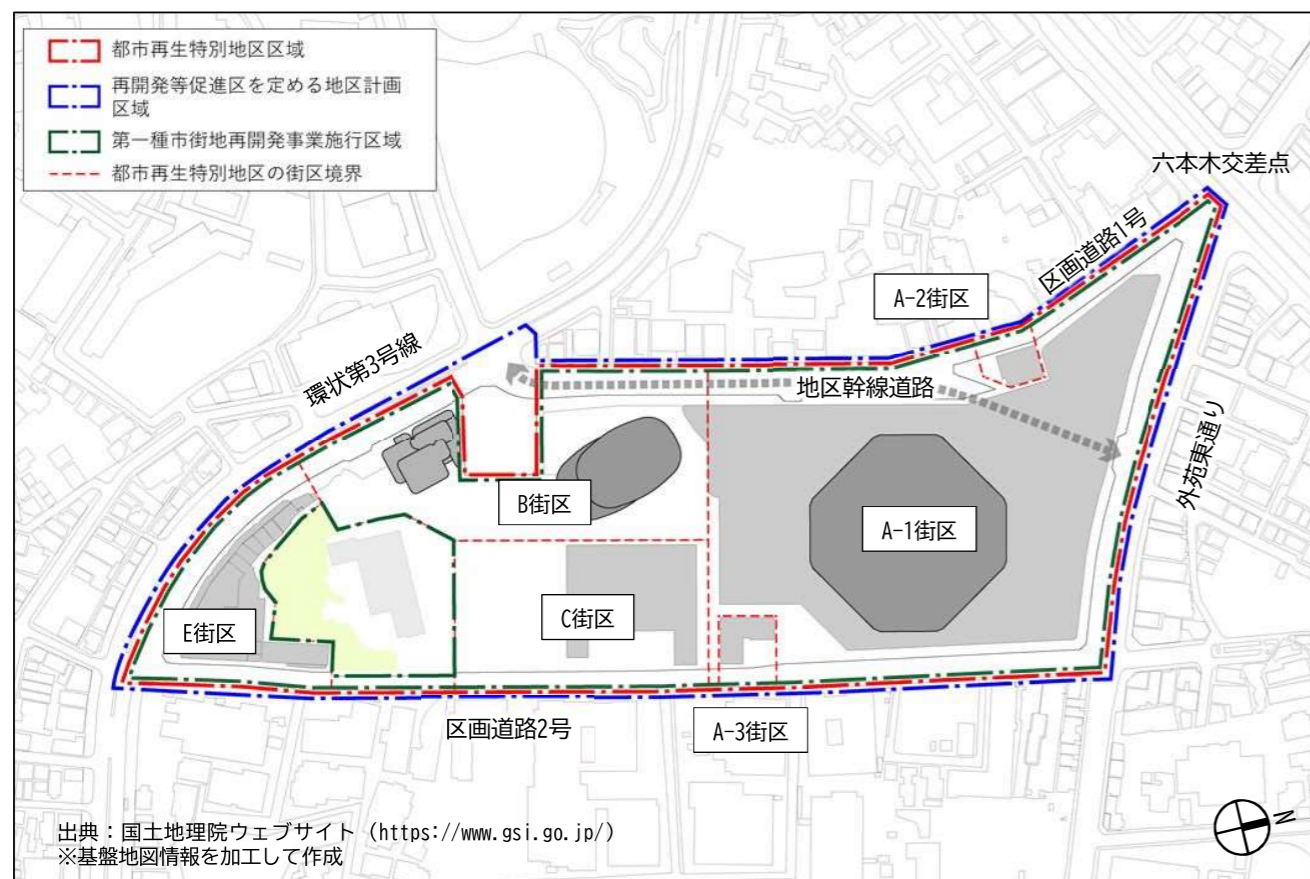 都市再生特別地区区域
再開発等促進区を定める地区計画
区域
第一種市街地再開発事業施行区域
都市再生特別地区の街区境界
六本木交差点
区画道路1号
A-2街区
環状第3号線
地区幹線道路
外苑東通り
B街区
A-1街区
E街区
C街区
区画道路2号
A-3街区
出典：国土地理院ウェブサイト (https://www.gsi.go.jp/)
※基盤地図情報を加工して作成
N